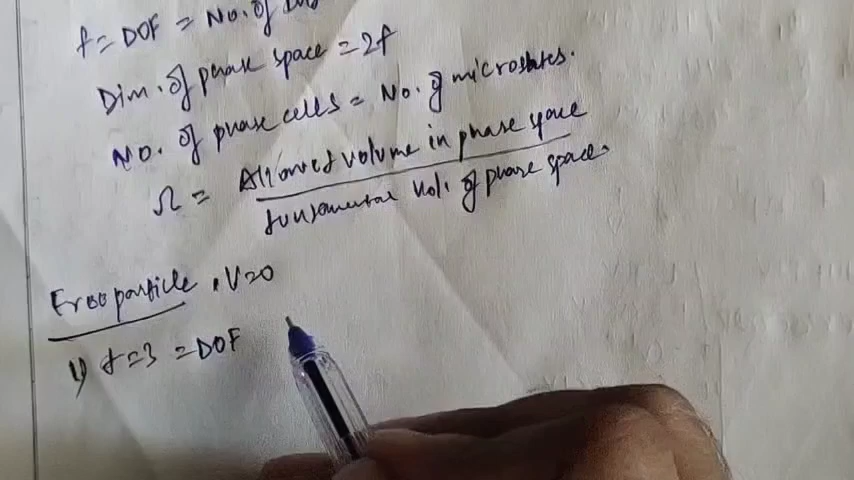 f = DOF = No. of
Dim. of phase space = 2f
No. of phase cells = No. of microstates.
Ω = Allowed volume in phase space
fundamental vol. of phase space
Free particle, V=0
1) f=3 = DOF